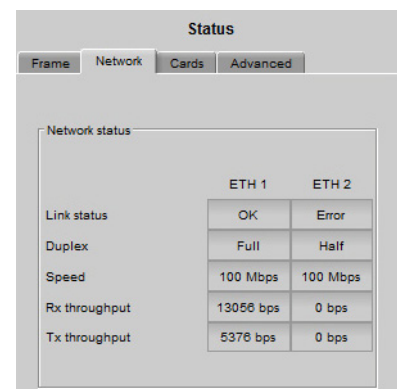 Status
Frame Network Cards Advanced
Network status
ETH 1 ETH 2
Link status OK Error
Duplex Full Half
Speed 100 Mbps 100 Mbps
Rx throughput 13056 bps 0 bps
Tx throughput 5376 bps 0 bps